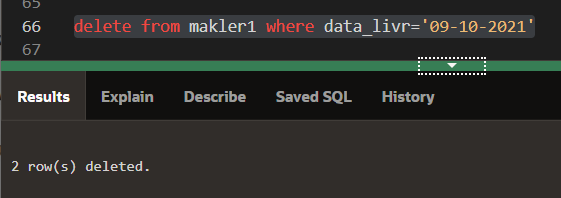 65
66 delete from makler1 where data_livr='09-10-2021'
67
Results Explain Describe Saved SQL History
2 row(s) deleted.